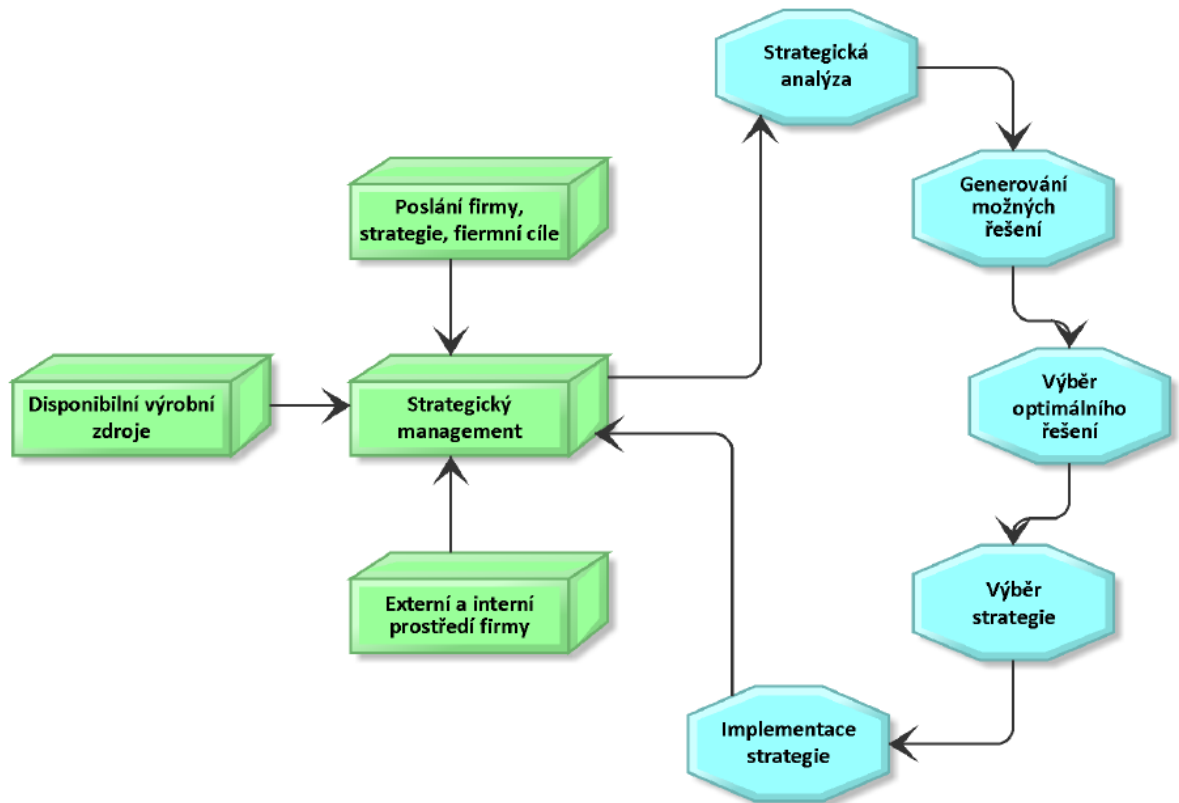 Strategická
analýza
Generování
možných
řešení
Poslání firmy,
strategie, fiermní cíle
Výběr
optimálního
řešení
Disponibilní výrobní
zdroje
Strategický
management
Externí a interní
prostředí firmy
Výběr
strategie
Implementace
strategie